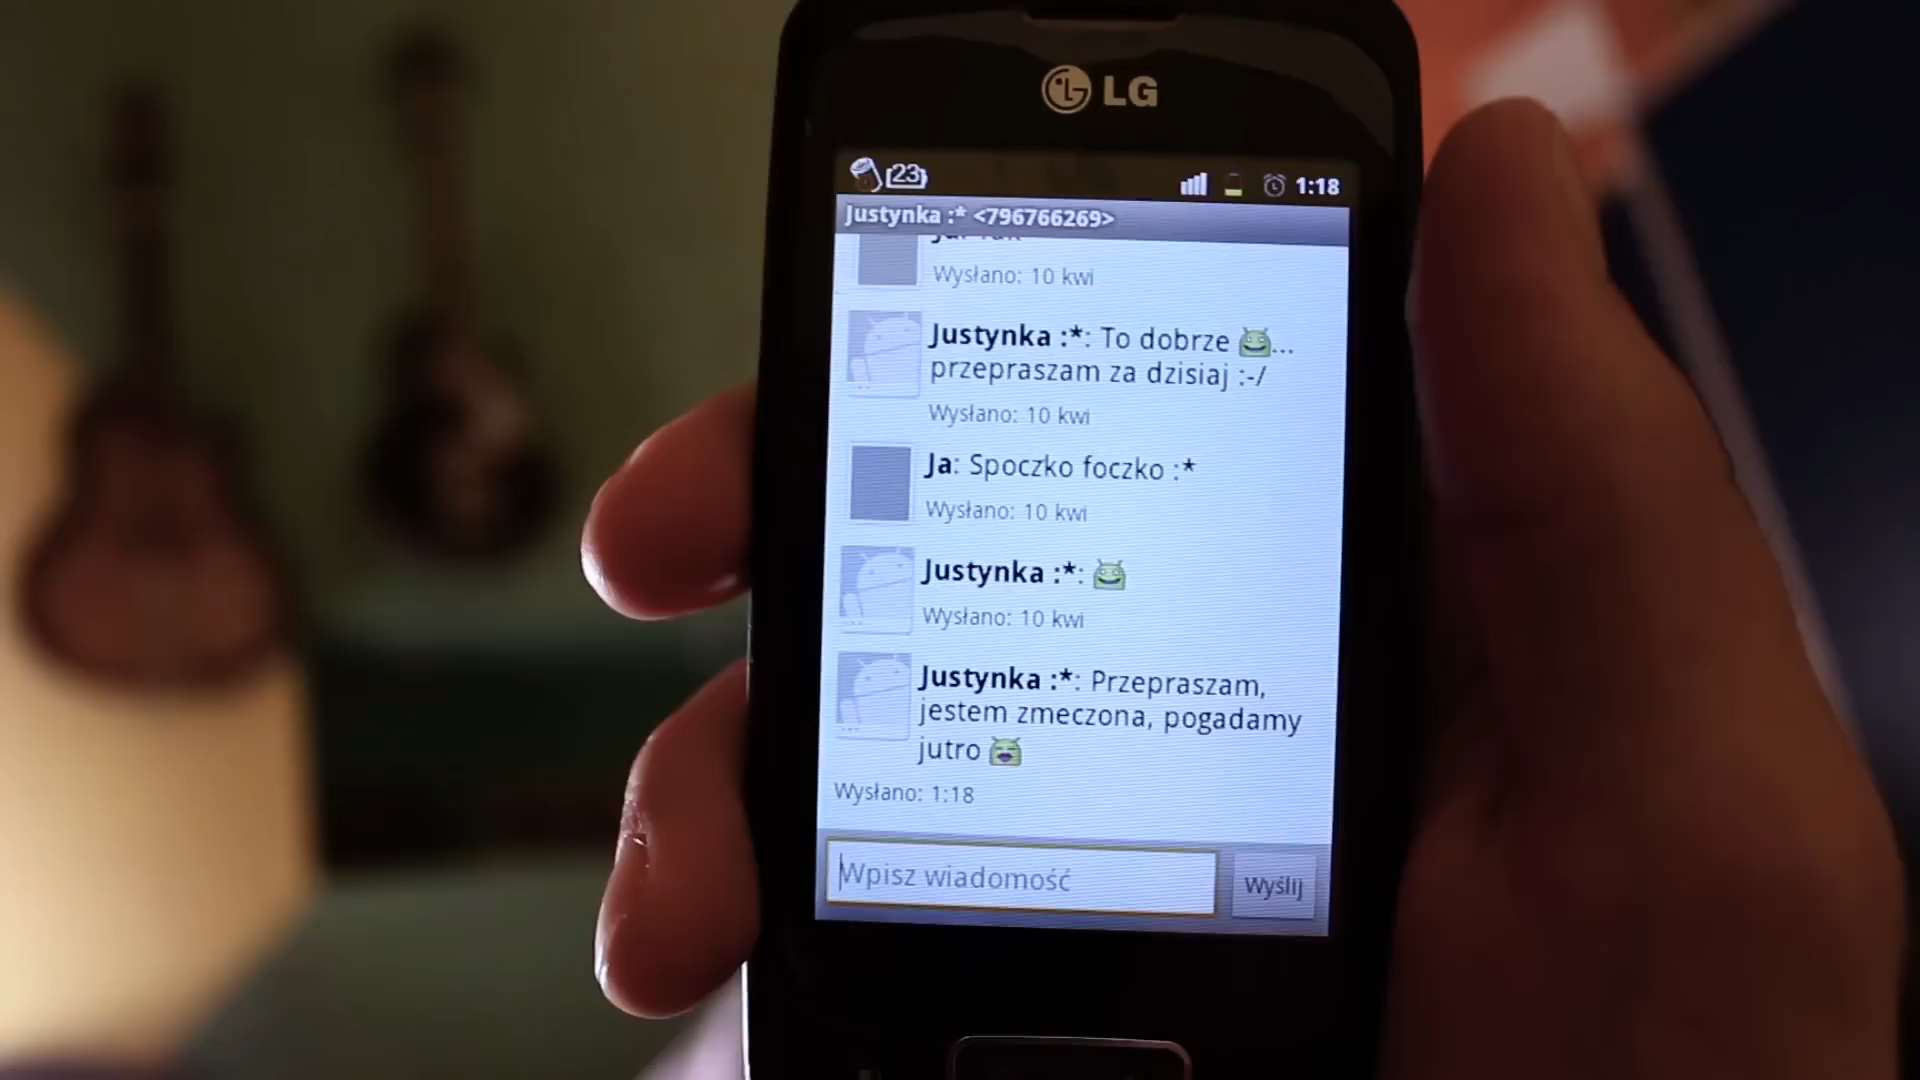 LG
23
1:18
Justynka :* <796766269>
Wysłano: 10 kwi
Justynka :*: To dobrze ...
przepraszam za dzisiaj :-/
Wysłano: 10 kwi
Ja: Spoczko foczko :*
Wysłano: 10 kwi
Justynka :*:
Wysłano: 10 kwi
Justynka :*: Przepraszam,
jestem zmeczona, pogadamy
jutro
Wysłano: 1:18
Wpisz wiadomość
Wyślij